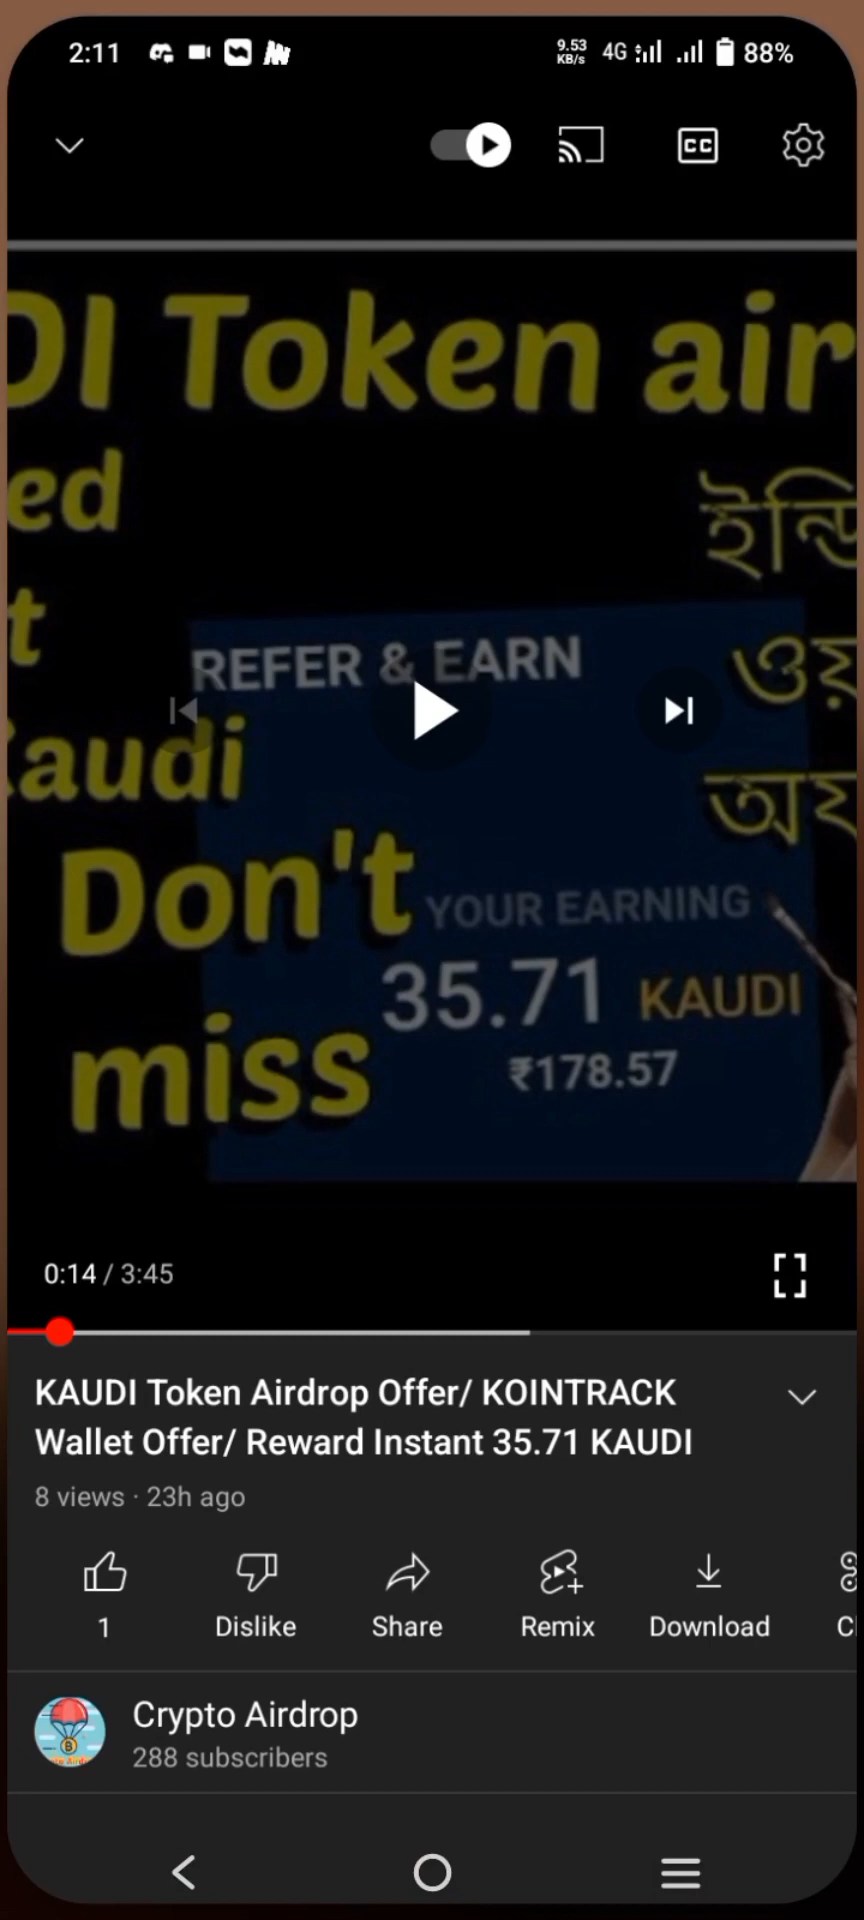 2:11
9.53 KB/s 4G 88%
CC
DI Token air
ed
ইন্ডি
t
REFER & EARN
ওয়
audi
অয
Don't
YOUR EARNING
35.71 KAUDI
miss
₹178.57
0:14 / 3:45
KAUDI Token Airdrop Offer/ KOINTRACK
Wallet Offer/ Reward Instant 35.71 KAUDI
8 views · 23h ago
1 Dislike Share Remix Download
Crypto Airdrop
288 subscribers